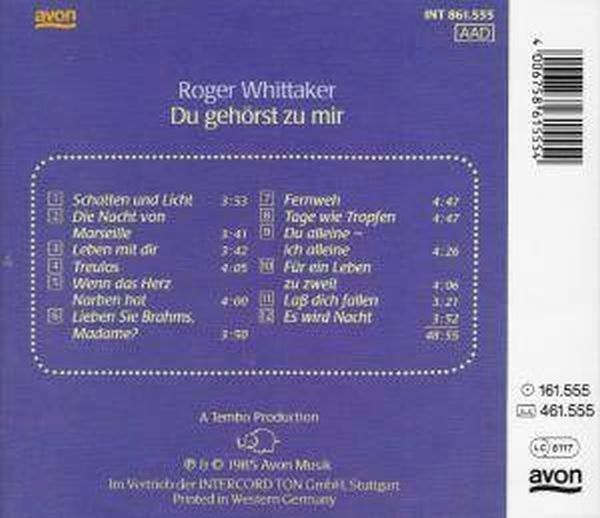 avon
INT 861.555
AAD
Roger Whittaker
Du gehörst zu mir
1 Schatten und Licht 3:53
2 Die Nacht von
Marseille 3:41
3 Leben mit dir 3:42
4 Treulos 4:05
5 Wenn das Herz
Narben hat 4:00
6 Lieben Sie Brahms,
Madame? 3:50
7 Fernweh 4:47
8 Tage wie Tropfen 4:47
9 Du alleine –
ich alleine 4:26
10 Für ein Leben
zu zweit 4:06
11 Laß dich fallen 3:21
12 Es wird Nacht 3:52
48:55
A Tembo Production
℗ & © 1985 Avon Musik
Im Vertrieb der INTERCORD TON GmbH, Stuttgart
Printed in Western Germany
4 006758 615554
161.555
461.555
LC 8117
avon